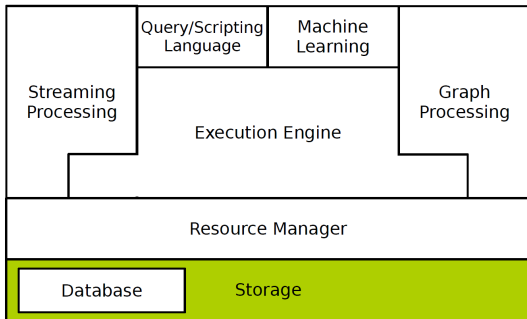 Query/Scripting
Language
Machine
Learning
Streaming
Processing
Graph
Processing
Execution Engine
Resource Manager
Database
Storage